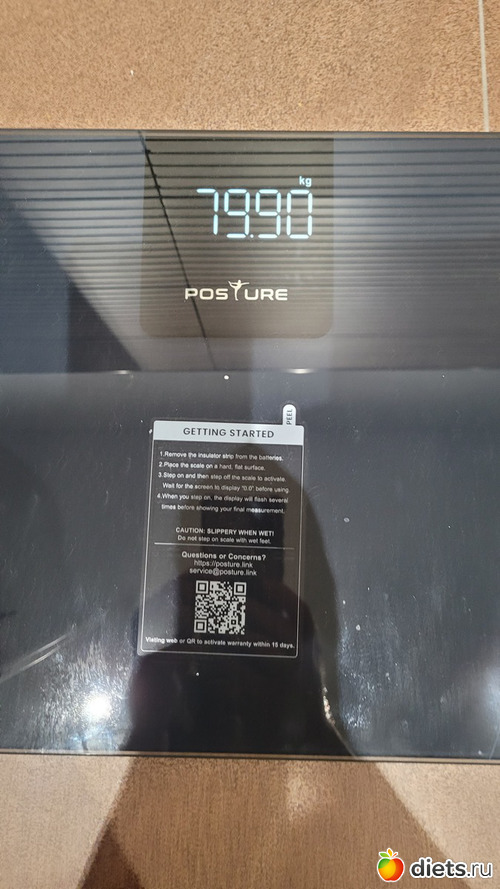 kg
79.90
POSTURE
PEEL
GETTING STARTED
1.Remove the insulator strip from the batteries.
2.Place the scale on a hard, flat surface.
3.Step on and then step off the scale to activate.
Wait for the screen to display "0.0" before using.
4.When you step on, the display will flash several
times before showing your final measurement.
CAUTION: SLIPPERY WHEN WET!
Do not step on scale with wet feet.
Questions or Concerns?
https://posture.link
service@posture.link
Visiting web or QR to activate warranty within 15 days.
diets.ru